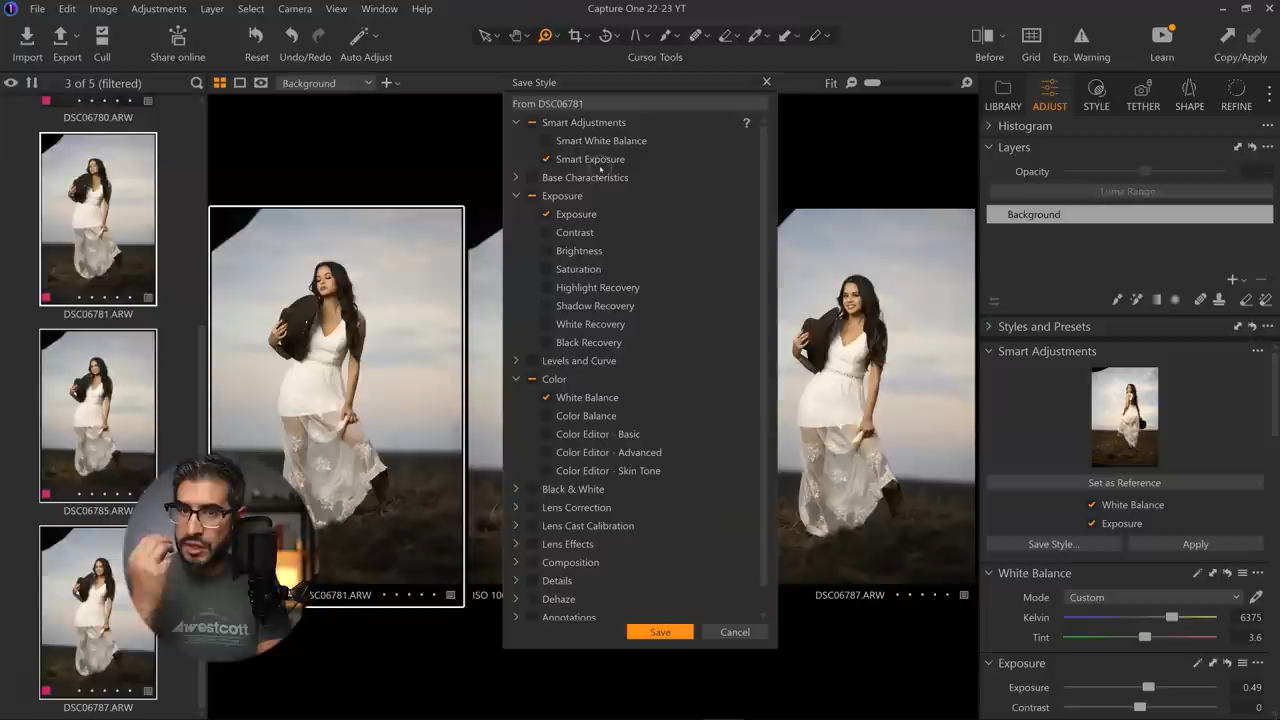 File Edit Image Adjustments Layer Select Camera View Window Help
Capture One 22-23 YT
Import Export Cull Share online Reset Undo/Redo Auto Adjust Cursor Tools Before Grid Exp. Warning Learn Copy/Apply
3 of 5 (filtered)
Background
Fit
DSC06780.ARW
DSC06781.ARW
DSC06785.ARW
DSC06787.ARW
SC06781.ARW
ISO 10
DSC06787.ARW
Westcott
Save Style
From DSC06781
Smart Adjustments
?
Smart White Balance
Smart Exposure
Base Characteristics
Exposure
Exposure
Contrast
Brightness
Saturation
Highlight Recovery
Shadow Recovery
White Recovery
Black Recovery
Levels and Curve
Color
White Balance
Color Balance
Color Editor - Basic
Color Editor - Advanced
Color Editor - Skin Tone
Black & White
Lens Correction
Lens Cast Calibration
Lens Effects
Composition
Details
Dehaze
Annotations
Save
Cancel
LIBRARY ADJUST STYLE TETHER SHAPE REFINE
Histogram
Layers
Opacity
Luma Range...
Background
Styles and Presets
Smart Adjustments
Set as Reference
White Balance
Exposure
Save Style...
Apply
White Balance
Mode Custom
Kelvin 6375
Tint 3.6
Exposure
Exposure 0.49
Contrast 0